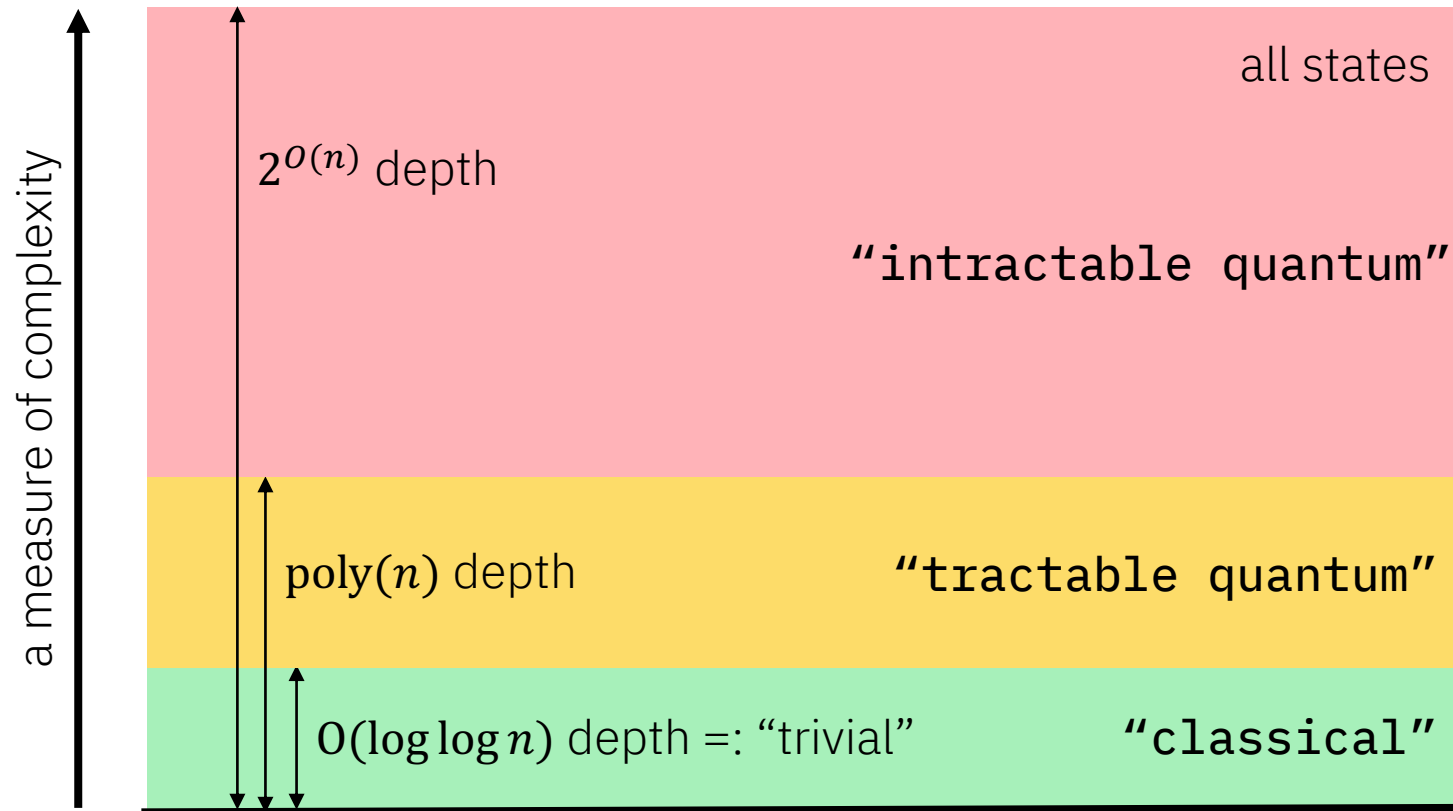 a measure of complexity
all states
2^{O(n)} depth
“intractable quantum”
poly(n) depth
“tractable quantum”
O(log log n) depth =: “trivial”
“classical”